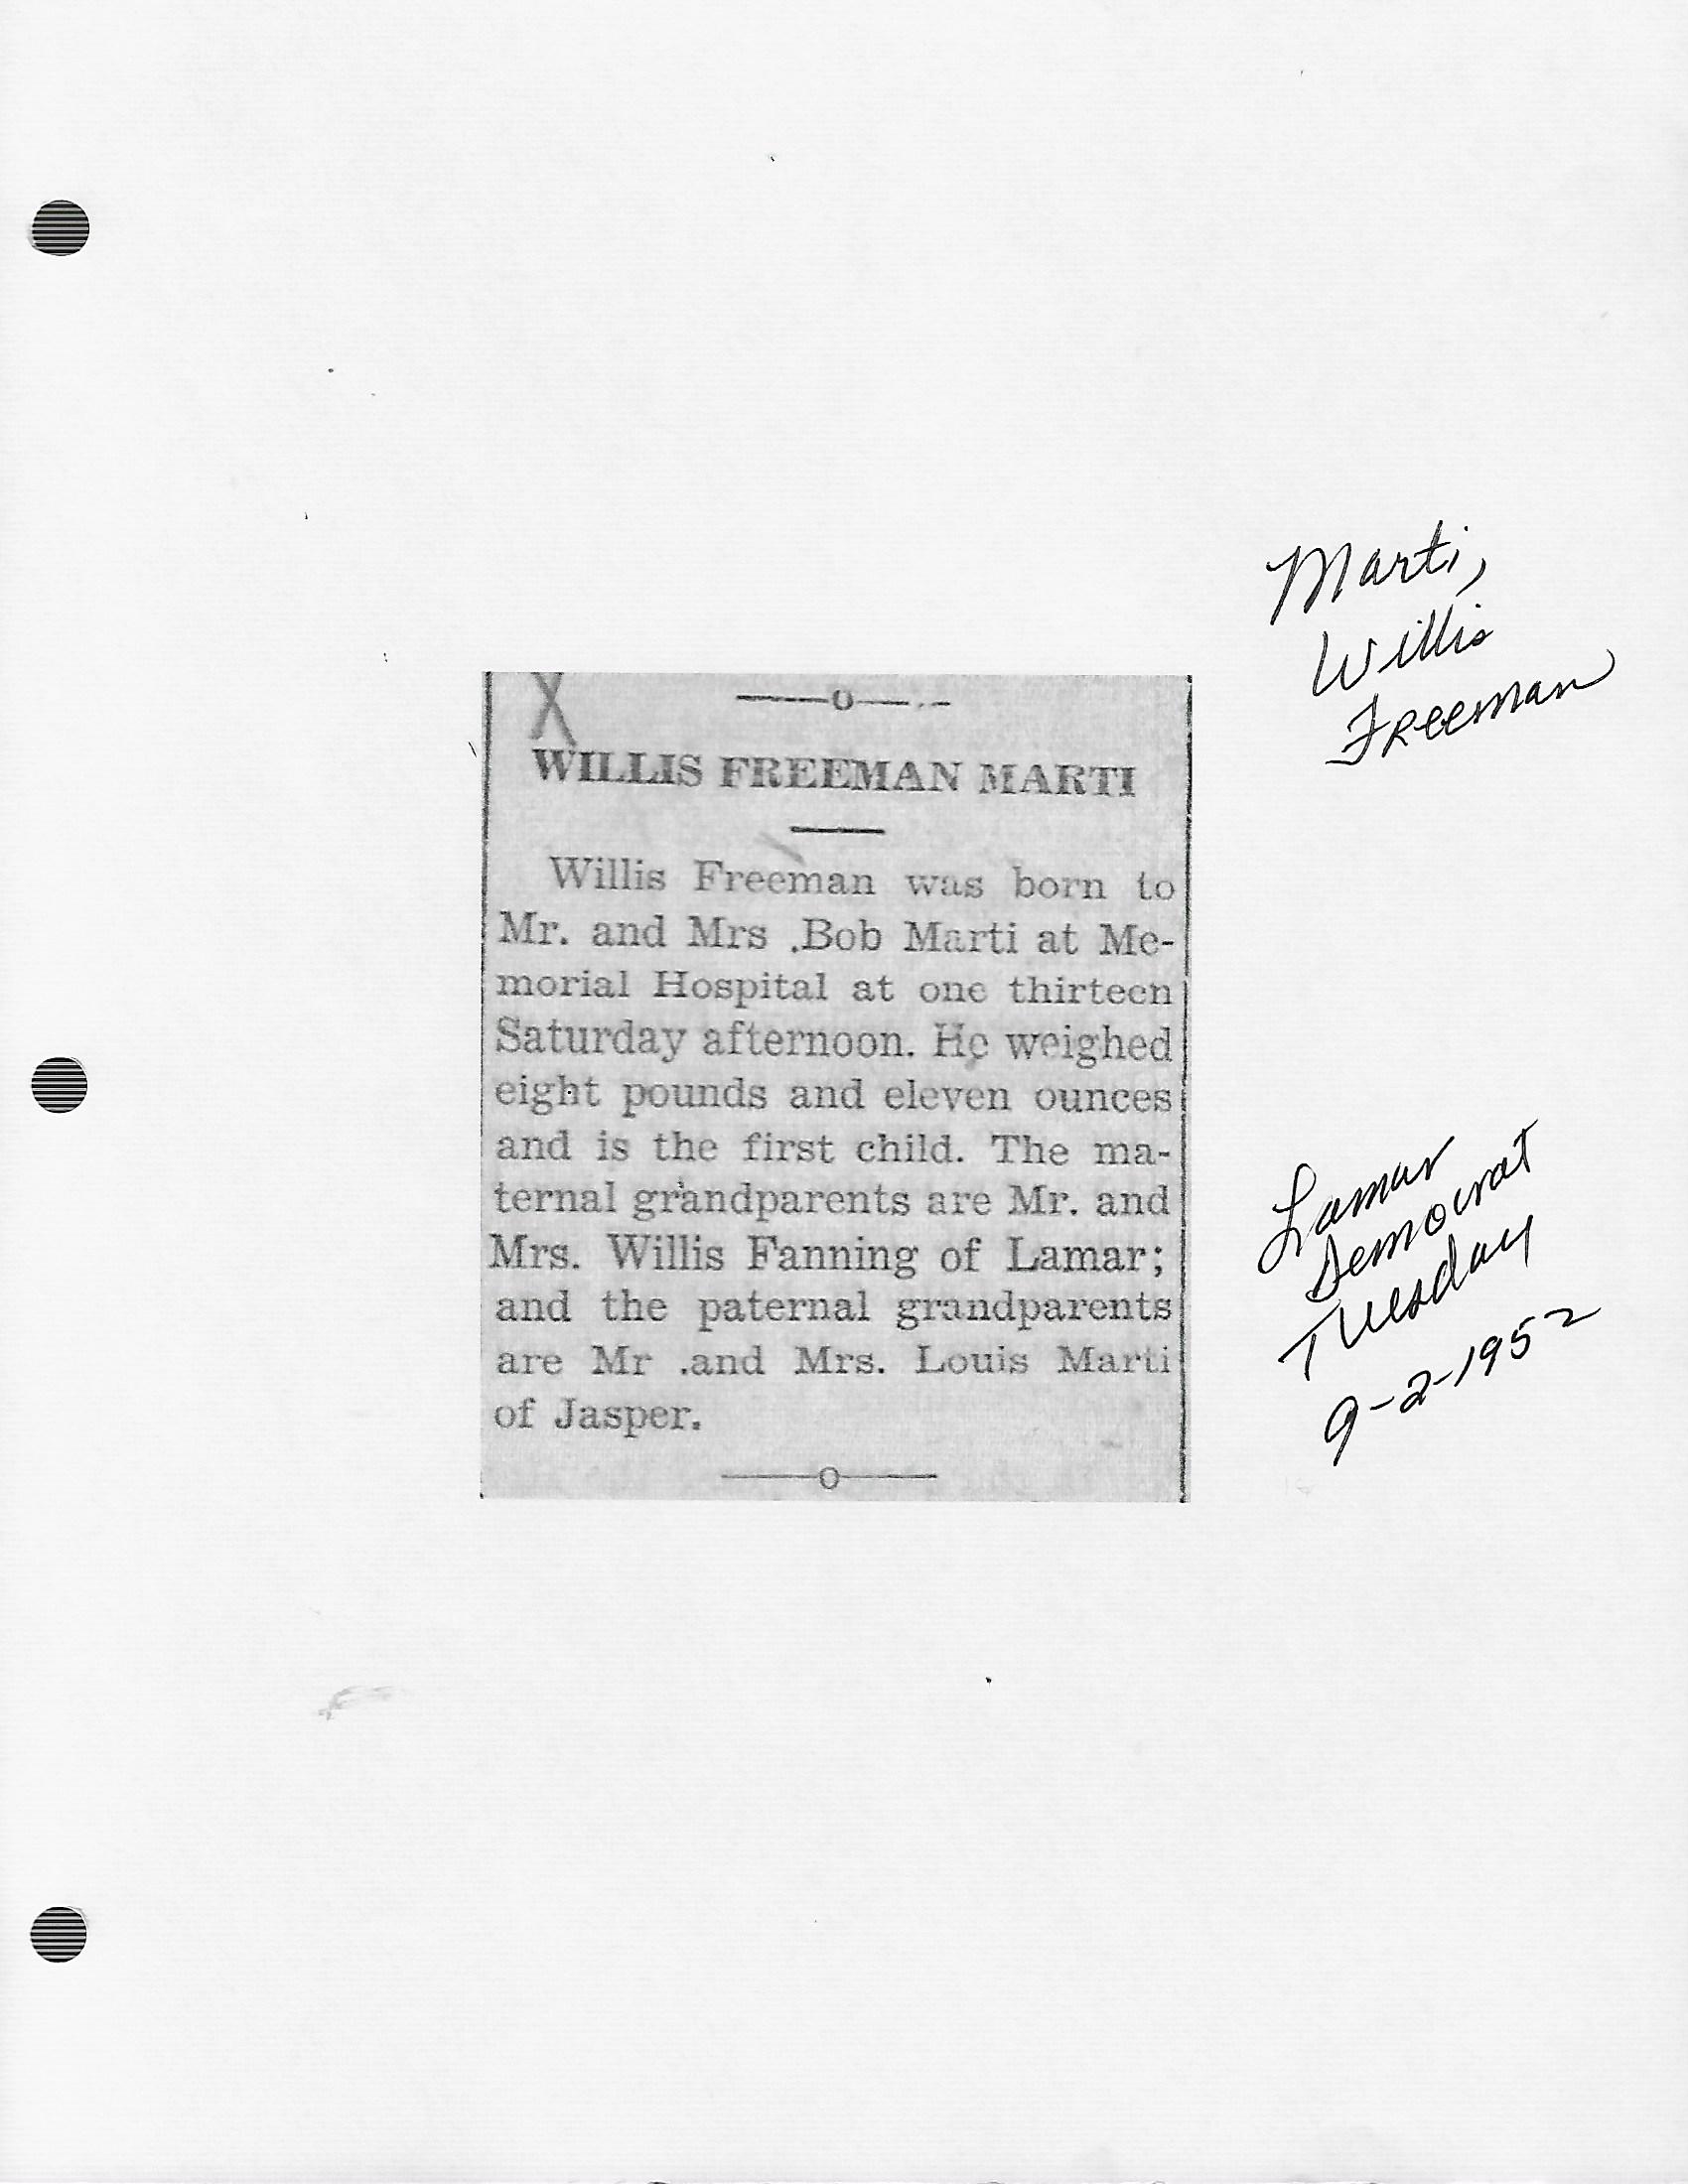 Marti,
Willis
Freeman
X
WILLIS FREEMAN MARTI
Willis Freeman was born to
Mr. and Mrs .Bob Marti at Me-
morial Hospital at one thirteen
Saturday afternoon. He weighed
eight pounds and eleven ounces
and is the first child. The ma-
ternal grandparents are Mr. and
Mrs. Willis Fanning of Lamar;
and the paternal grandparents
are Mr .and Mrs. Louis Marti
of Jasper.
Lamar
Democrat
Tuesday
9-2-1952